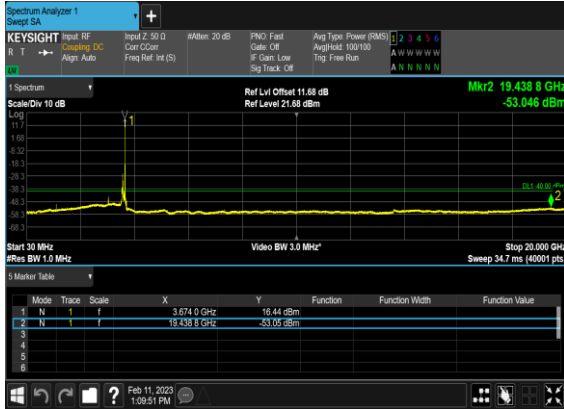 Spectrum Analyzer 1
Swept SA
KEYSIGHT
R T
Input: RF
Coupling: DC
Align: Auto
Input Z: 50 Ω
Corr CCorr
Freq Ref: Int (S)
#Atten: 20 dB
PNO: Fast
Gate: Off
IF Gain: Low
Sig Track: Off
Avg Type: Power (RMS)
Avg|Hold: 100/100
Trig: Free Run
1 2 3 4 5 6
A W W W W W
A N N N N N
1 Spectrum
Scale/Div 10 dB
Ref Lvl Offset 11.68 dB
Ref Level 21.68 dBm
Mkr2 19.438 8 GHz
-53.046 dBm
Log
11.7
1.68
-8.32
-18.3
-28.3
-38.3
-48.3
-58.3
-68.3
1
DL1 -40.00 dBm
2
Start 30 MHz
#Res BW 1.0 MHz
Video BW 3.0 MHz*
Stop 20.000 GHz
Sweep 34.7 ms (40001 pts)
5 Marker Table
Mode Trace Scale X Y Function Function Width Function Value
1 N 1 f 3.674 0 GHz 16.44 dBm
2 N 1 f 19.438 8 GHz -53.05 dBm
3
4
5
6
Feb 11, 2023
1:09:51 PM